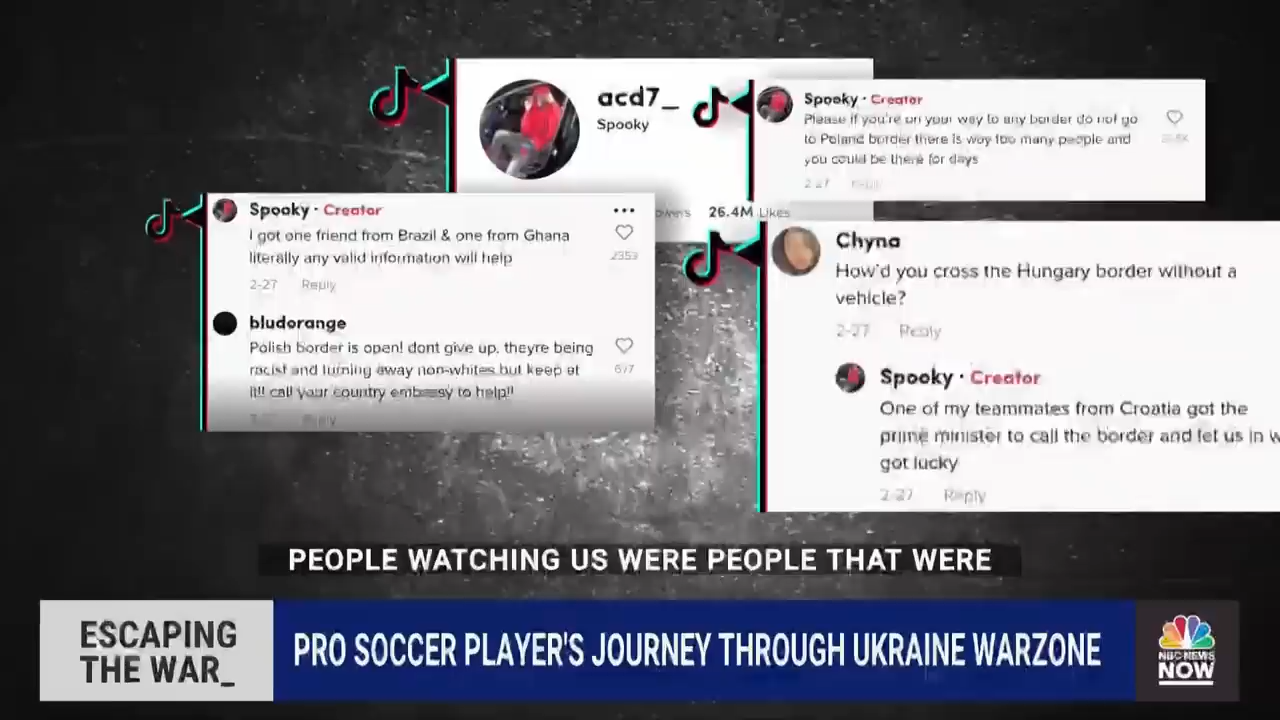 acd7_
Spooky
26.4M Likes
Spooky · Creator
Please if you're on your way to any border do not go
to Poland border there is way too many people and
you could be there for days
2-27 Reply
Spooky · Creator
I got one friend from Brazil & one from Ghana
literally any valid information will help
2353
2-27 Reply
bludorange
Polish border is open! dont give up, theyre being
racist and turning away non-whites but keep at
it!! call your country embassy to help!!
677
Reply
Chyna
How'd you cross the Hungary border without a
vehicle?
2-27 Reply
Spooky · Creator
One of my teammates from Croatia got the
prime minister to call the border and let us in
got lucky
2-27 Reply
PEOPLE WATCHING US WERE PEOPLE THAT WERE
ESCAPING
THE WAR_
PRO SOCCER PLAYER'S JOURNEY THROUGH UKRAINE WARZONE
NBC NEWS
NOW